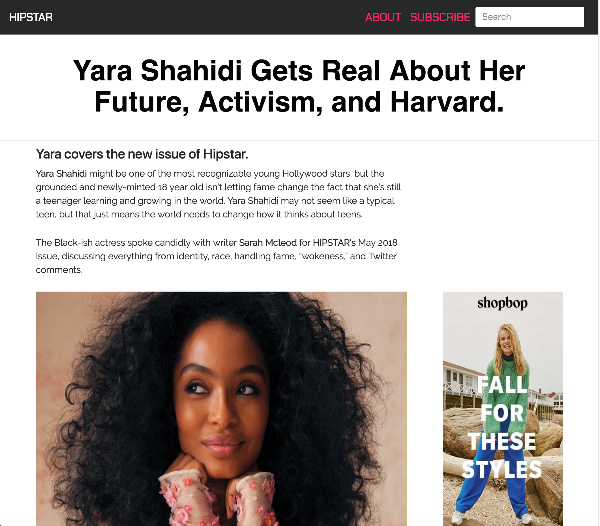 HIPSTAR
ABOUT SUBSCRIBE Search
Yara Shahidi Gets Real About Her
Future, Activism, and Harvard.
Yara covers the new issue of Hipstar.
Yara Shahidi might be one of the most recognizable young Hollywood stars, but the
grounded and newly-minted 18 year old isn't letting fame change the fact that she's still
a teenager learning and growing in the world. Yara Shahidi may not seem like a typical
teen, but that just means the world needs to change how it thinks about teens.
The Black-ish actress spoke candidly with writer Sarah Mcleod for HIPSTAR's May 2018
issue, discussing everything from identity, race, handling fame, "wokeness," and Twitter
comments.
shopbop
FALL
FOR
THESE
STYLES